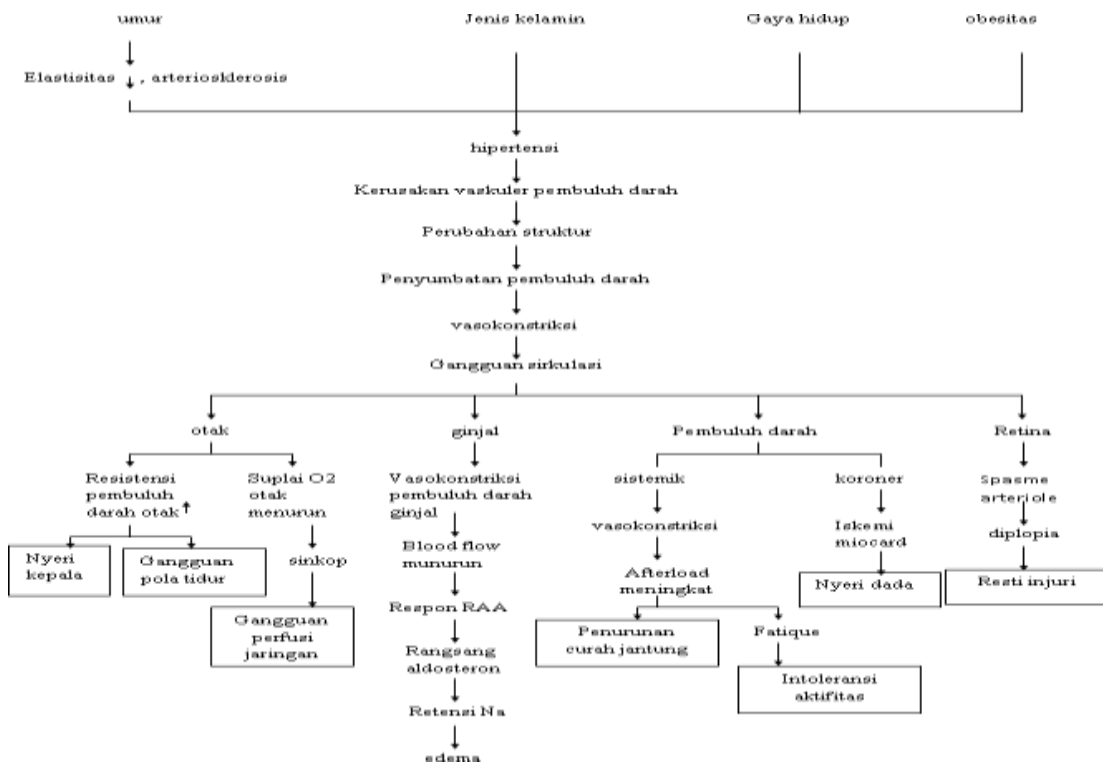 umur
Jenis kelamin
Gaya hidup
obesitas
Elastisitas ↓ , arteriosklerosis
hipertensi
Kerusakan vaskuler pembuluh darah
Perubahan struktur
Penyumbatan pembuluh darah
vasokonstriksi
Gangguan sirkulasi
otak
ginjal
Pembuluh darah
Retina
Resistensi
pembuluh
darah otak ↑
Suplai O2
otak
menurun
Vasokonstriksi
pembuluh darah
ginjal
sistemik
koroner
Spasme
arteriole
vasokonstriksi
Iskemi
miocard
diplopia
Nyeri
kepala
Gangguan
pola tidur
sinkop
Blood flow
munurun
Afterload
meningkat
Nyeri dada
Resti injuri
Gangguan
perfusi
jaringan
Respon RAA
Penurunan
curah jantung
Fatique
Rangsang
aldosteron
Intoleransi
aktifitas
Retensi Na
edema